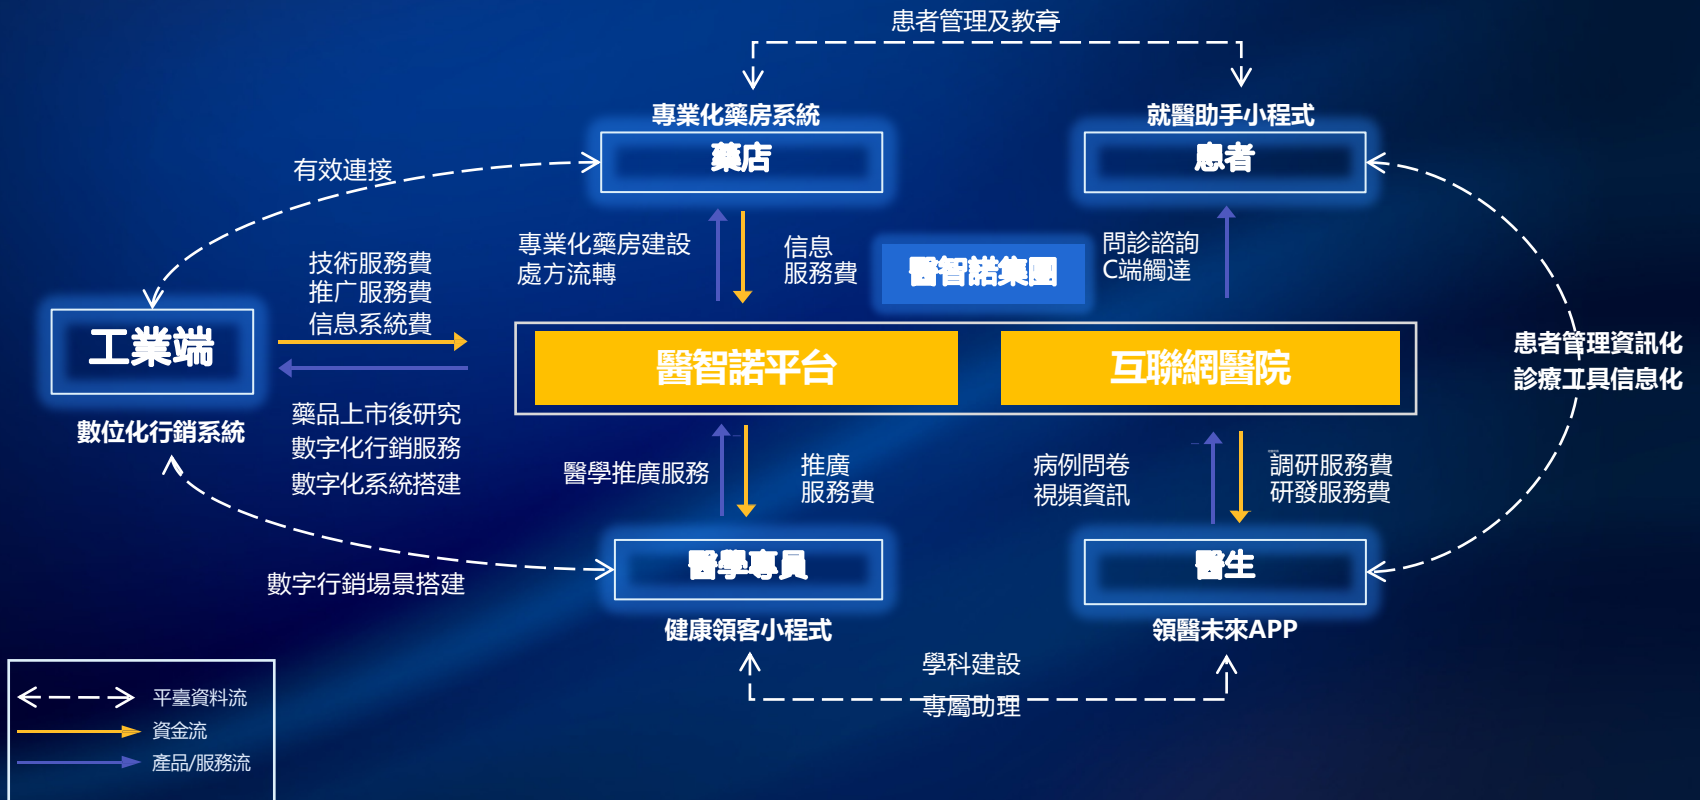 患者管理及教育
專業化藥房系統
藥店
就醫助手小程式
患者
有效連接
技術服務費
推广服務費
信息系統費
專業化藥房建設
處方流轉
信息
服務費
醫智諾集團
問診諮詢
C端觸達
工業端
數位化行銷系統
醫智諾平台
互聯網醫院
患者管理資訊化
診療工具信息化
藥品上市後研究
數字化行銷服務
數字化系統搭建
醫學推廣服務
推廣
服務費
病例問卷
視頻資訊
調研服務費
研發服務費
數字行銷場景搭建
醫學專員
健康領客小程式
醫生
領醫未來APP
學科建設
專屬助理
平臺資料流
資金流
產品/服務流